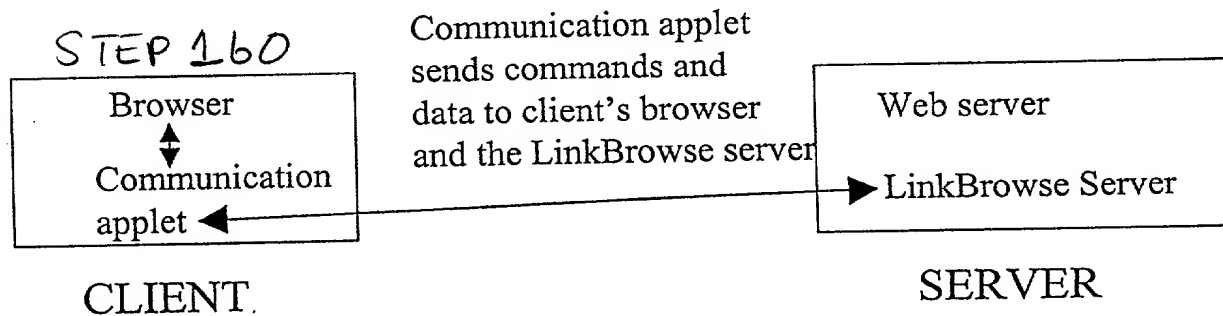 STEP 160
Browser
Communication
applet
CLIENT.
Communication applet
sends commands and
data to client's browser
and the LinkBrowse server
Web server
LinkBrowse Server
SERVER